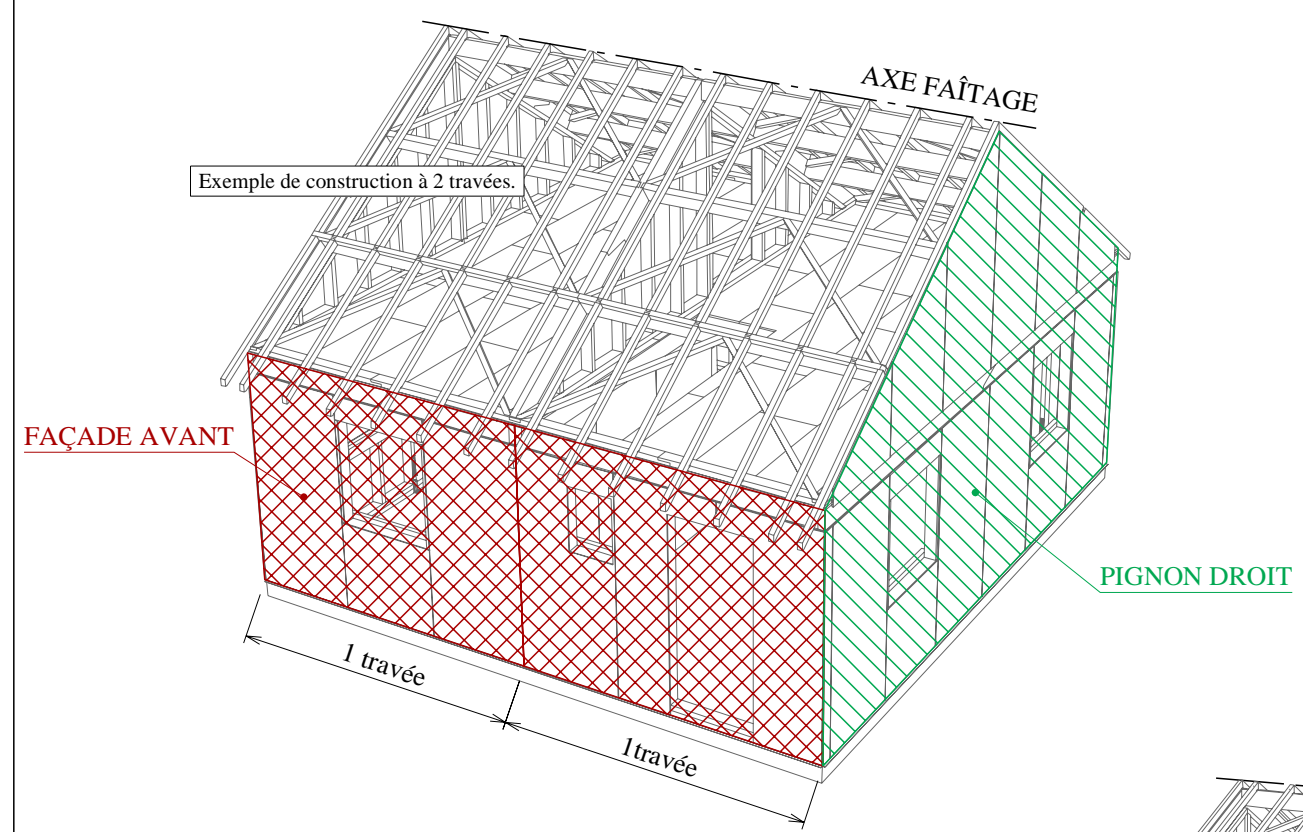 AXE FAÎTAGE
Exemple de construction à 2 travées.
FAÇADE AVANT
PIGNON DROIT
1 travée
1travée